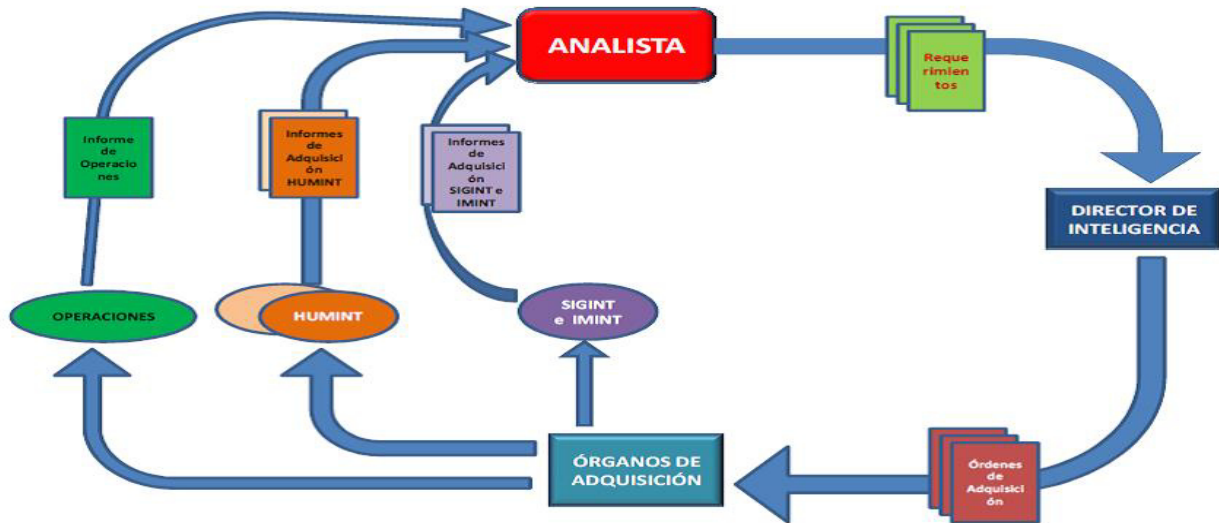 ANALISTA
Reque
rimien
tos
Informe
de
Operacio
nes
Informes
de
Adquisici
ón
HUMINT
Informes
de
Adquisici
ón
SIGINT e
IMINT
DIRECTOR DE
INTELIGENCIA
OPERACIONES
HUMINT
SIGINT
e IMINT
ÓRGANOS DE
ADQUISICIÓN
Órdenes
de
Adquisici
ón